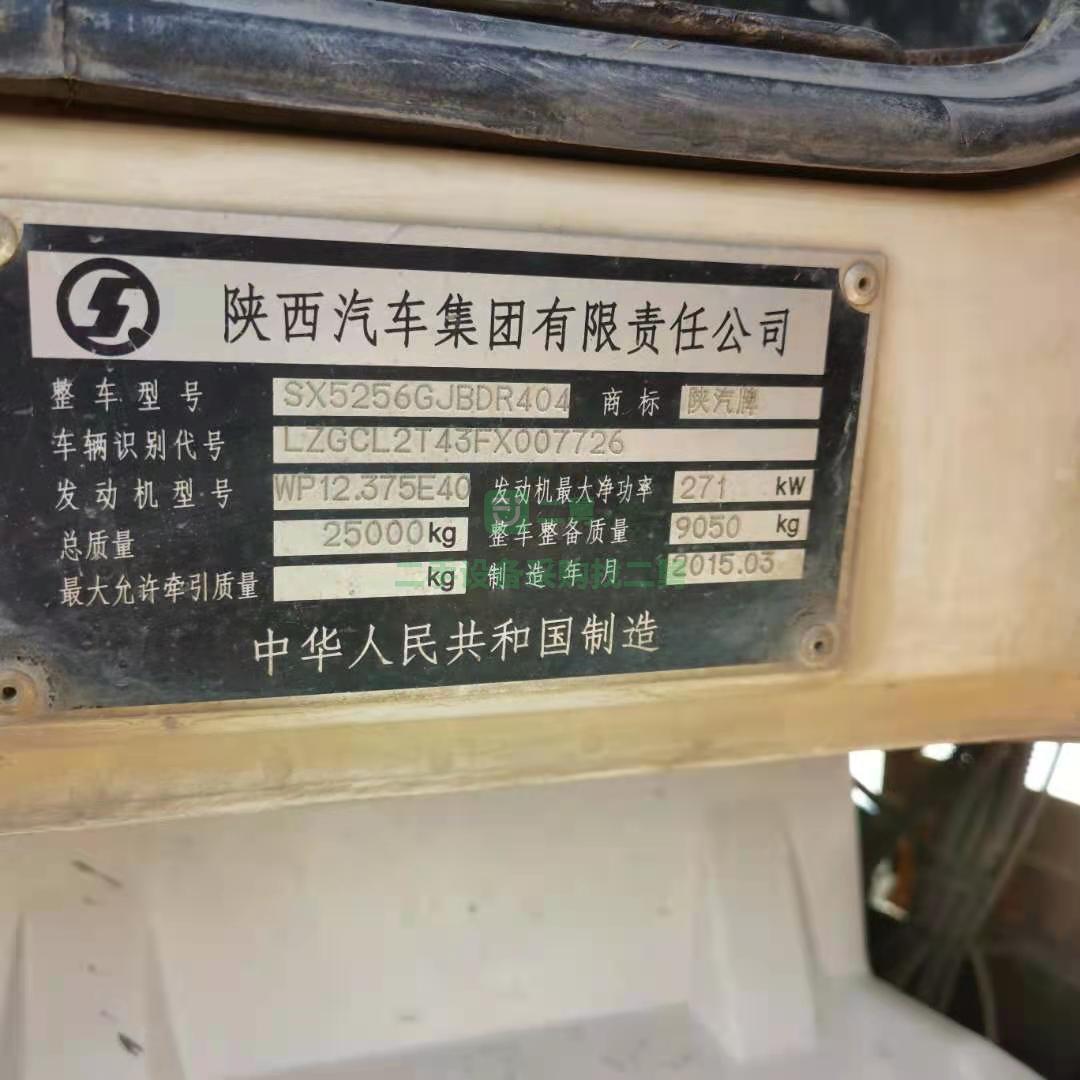 陕西汽车集团有限责任公司
整车型号 SX5256GJBDR404 商标 陕汽牌
车辆识别代号 LZGCL2T43FX007726
发动机型号 WP12.375E40 发动机最大净功率 271 kW
总质量 25000kg 整车整备质量 9050 kg
最大允许牵引质量 kg 制造年月 2015.03
中华人民共和国制造